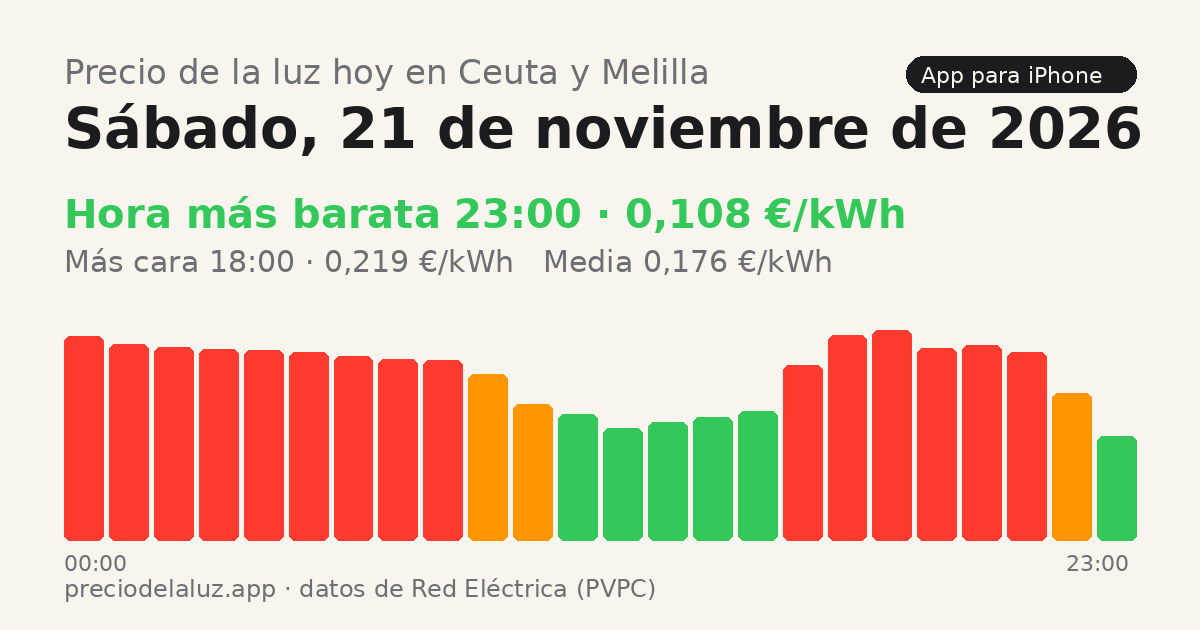 Precio de la luz hoy en Ceuta y Melilla
App para iPhone
Sábado, 21 de noviembre de 2026
Hora más barata 23:00 · 0,108 €/kWh
Más cara 18:00 · 0,219 €/kWh   Media 0,176 €/kWh
00:00
23:00
preciodelaluz.app · datos de Red Eléctrica (PVPC)